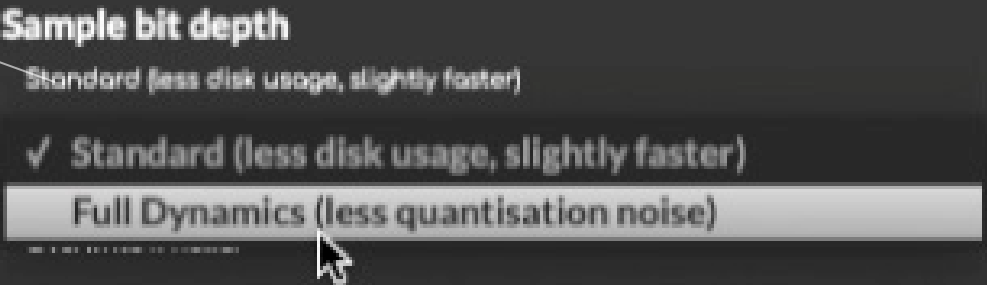 Sample bit depth
Standard (less disk usage, slightly faster)
✓ Standard (less disk usage, slightly faster)
Full Dynamics (less quantisation noise)